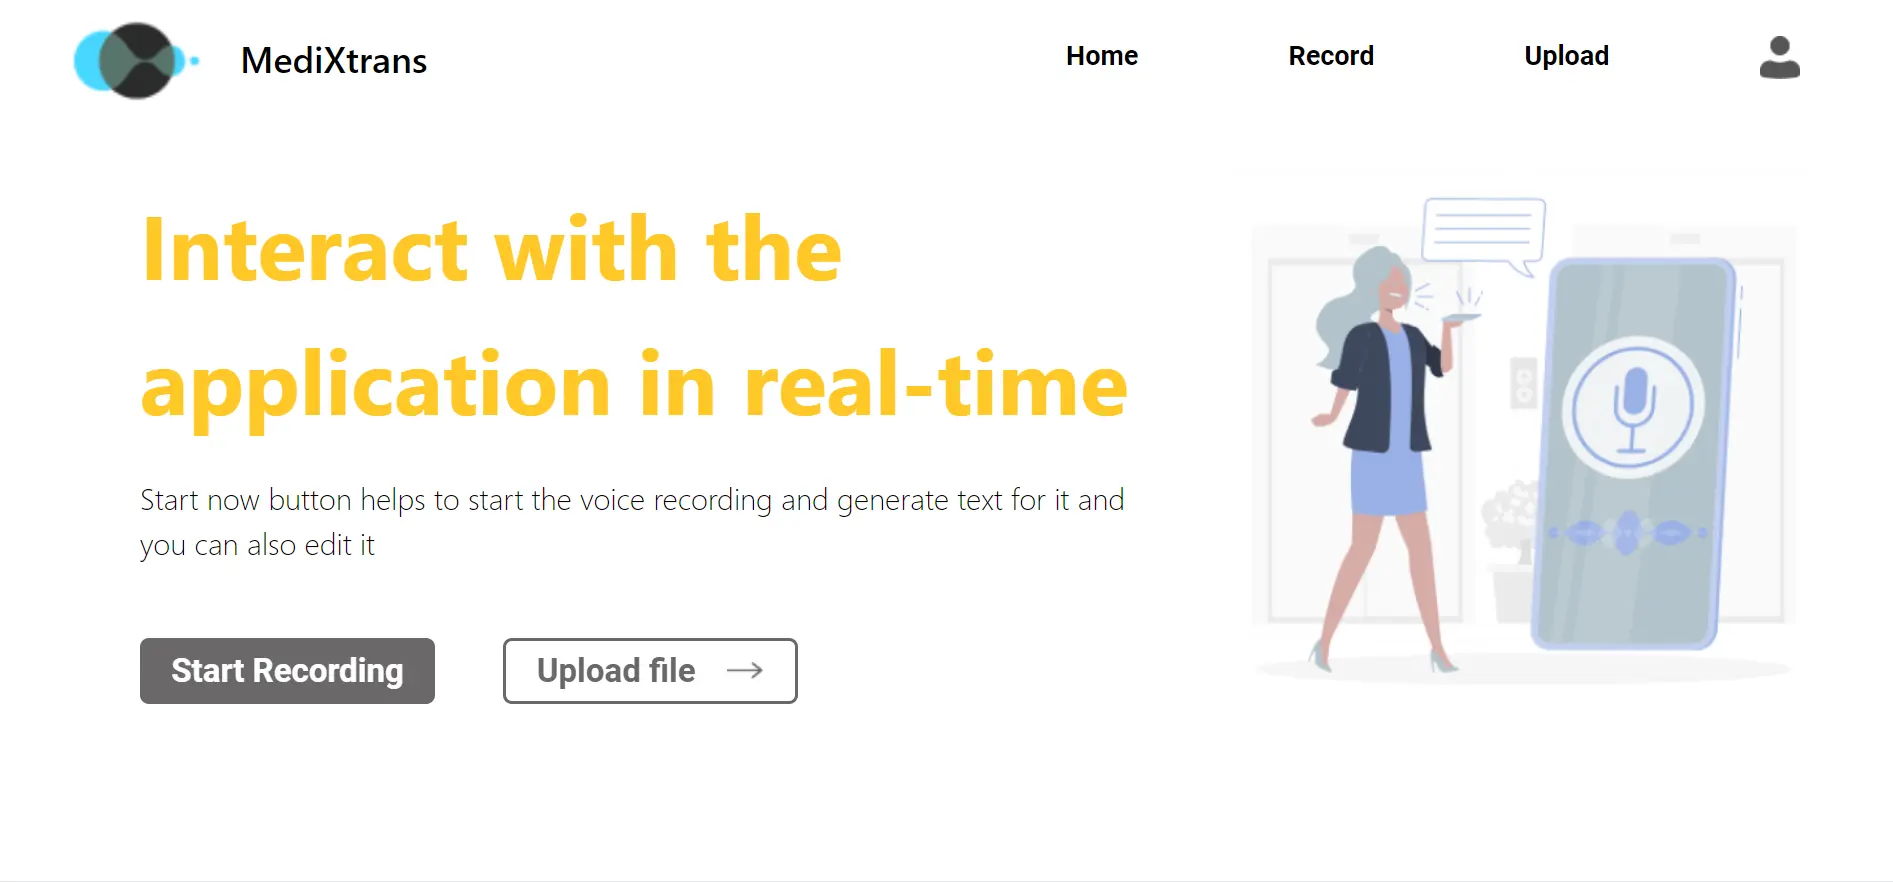 MediXtrans
Home
Record
Upload
Interact with the
application in real-time
Start now button helps to start the voice recording and generate text for it and
you can also edit it
Start Recording
Upload file